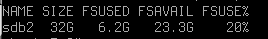 NAME SIZE FSUSED FSAVAIL FSUSE%
sdb2 32G 6.2G 23.3G 20%